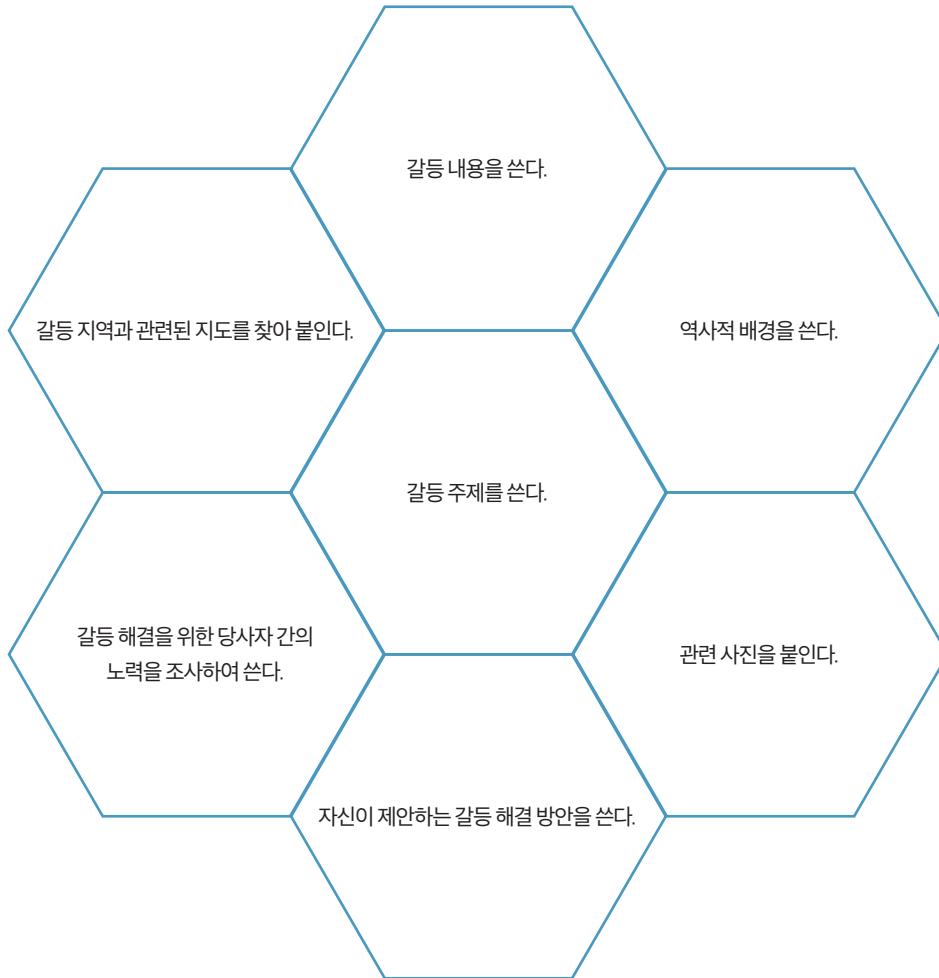 갈등 내용을 쓴다.
갈등 지역과 관련된 지도를 찾아 붙인다.
역사적 배경을 쓴다.
갈등 주제를 쓴다.
갈등 해결을 위한 당사자 간의
노력을 조사하여 쓴다.
관련 사진을 붙인다.
자신이 제안하는 갈등 해결 방안을 쓴다.